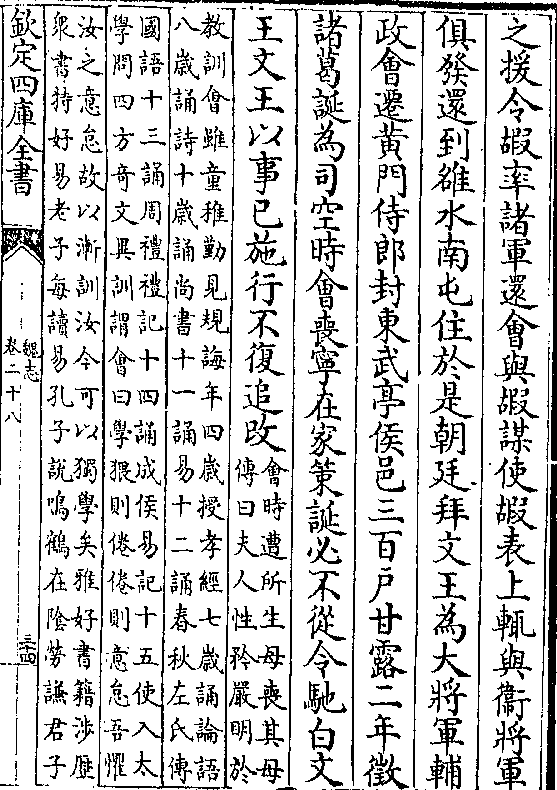 之援令嘏率諸軍還會與嘏謀使嘏表上輒與衛將軍
俱發還到雒水南屯住於是朝廷拜文王為大將軍輔
政會遷黃門侍郎封東武亭侯邑三百户甘露二年徵
諸葛誕為司空時會喪寧在家策誕必不從令馳白文
王文王以事已施行不復追改
會時遭所生母喪其母
傳曰夫人性矜嚴明於
教訓會雖童稚勤見規誨年四歲授孝經七歲誦論語
八歲誦詩十歲誦尚書十一誦易十二誦春秋左氏傳
國語十三誦周禮禮記十四誦成侯易記十五使入太
學問四方奇文異訓謂會曰學猥則倦倦則意怠吾懼
汝之意怠故以漸訓汝今可以獨學矣雅好書籍涉歷
衆書特好易老子每讀易孔子說鳴鶴在陰勞謙君子
欽定四庫全書
魏志
卷二十八
三十四